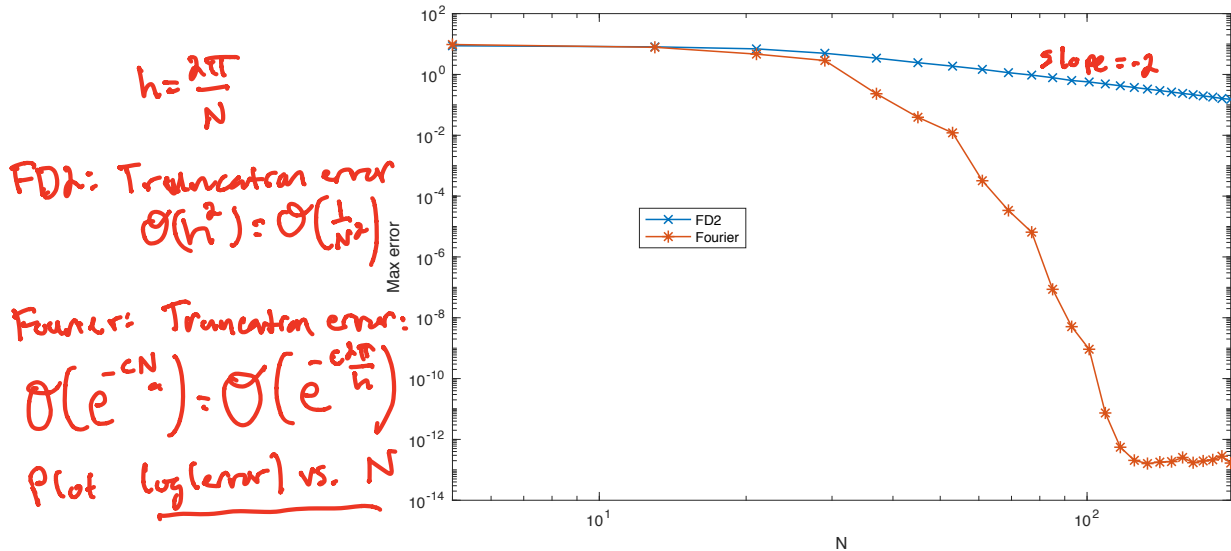 h = 2π/N
FD2: Truncation error
O(h²) = O(1/N²)
Fourier: Truncation error:
O(e^{-cN}) = O(e^{-c2π/h})
Plot log(error) vs. N
slope = -2
10^2
10^0
10^-2
10^-4
10^-6
10^-8
10^-10
10^-12
10^-14
Max error
FD2
Fourier
10^1
10^2
N